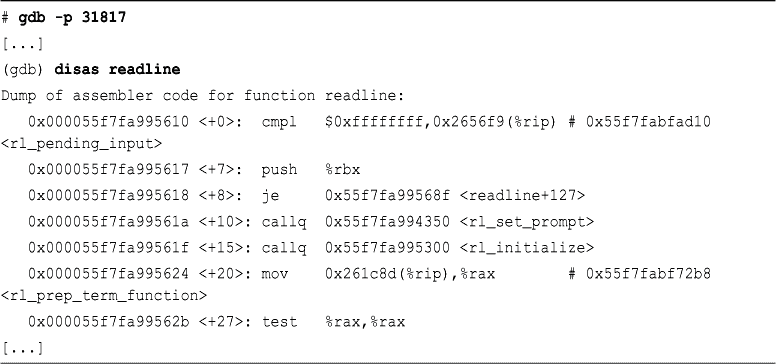 # gdb -p 31817
[...]
(gdb) disas readline
Dump of assembler code for function readline:
   0x000055f7fa995610 <+0>:  cmpl   $0xffffffff,0x2656f9(%rip) # 0x55f7fabfad10
<rl_pending_input>
   0x000055f7fa995617 <+7>:  push   %rbx
   0x000055f7fa995618 <+8>:  je     0x55f7fa99568f <readline+127>
   0x000055f7fa99561a <+10>: callq  0x55f7fa994350 <rl_set_prompt>
   0x000055f7fa99561f <+15>: callq  0x55f7fa995300 <rl_initialize>
   0x000055f7fa995624 <+20>: mov    0x261c8d(%rip),%rax        # 0x55f7fabf72b8
<rl_prep_term_function>
   0x000055f7fa99562b <+27>: test   %rax,%rax
[...]